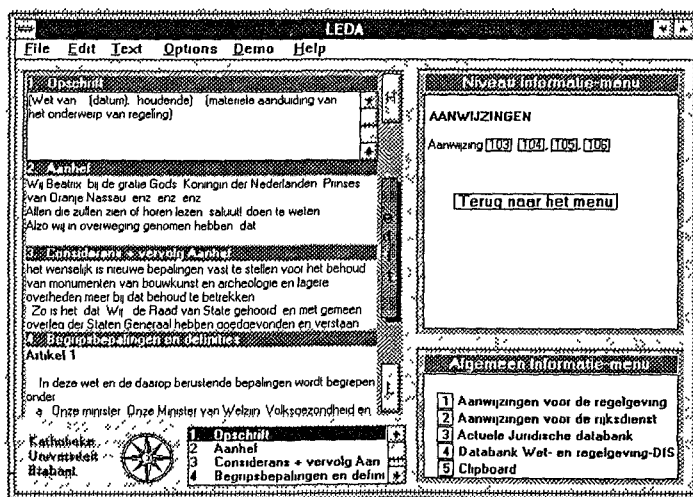 LEDA
File Edit Text Options Demo Help
1. Opschrift
(Wet van (datum), houdende) (materiele aanduiding van
het onderwerp van regeling)
2 Aanhef
Wij Beatrix bij de gratie Gods Koningin der Nederlanden Prinses
van Oranje Nassau enz enz enz
Allen die zullen zien of horen lezen saluut! doen te weten
Alzo wij in overweging genomen hebben dat
3 Considerans + vervolg Aanhef
het wenselijk is nieuwe bepalingen vast te stellen voor het behoud
van monumenten van bouwkunst en archeologie en lagere
overheden meer bij dat behoud te betrekken
Zo is het dat Wij de Raad van State gehoord en met gemeen
overleg der Staten Generaal hebben goedgevonden en verstaan
4 Begripsbepalingen en definities
Artikel 1
In deze wet en de daarop berustende bepalingen wordt begrepen
onder
a Onze minister Onze Minister van Welzijn Volksgezondheid en
Katholieke
Universiteit
Brabant
1. Opschrift
2 Aanhef
3 Considerans + vervolg Aan
4 Begripsbepalingen en defini
Niveau Informatie-menu
AANWIJZINGEN
Aanwijzing 103, 104, 105, 106
Terug naar het menu
Algemeen Informatie-menu
1 Aanwijzingen voor de regelgeving
2 Aanwijzingen voor de rijksdienst
3 Actuele Juridische databank
4 Databank Wet- en regelgeving-DIS
5 Clipboard